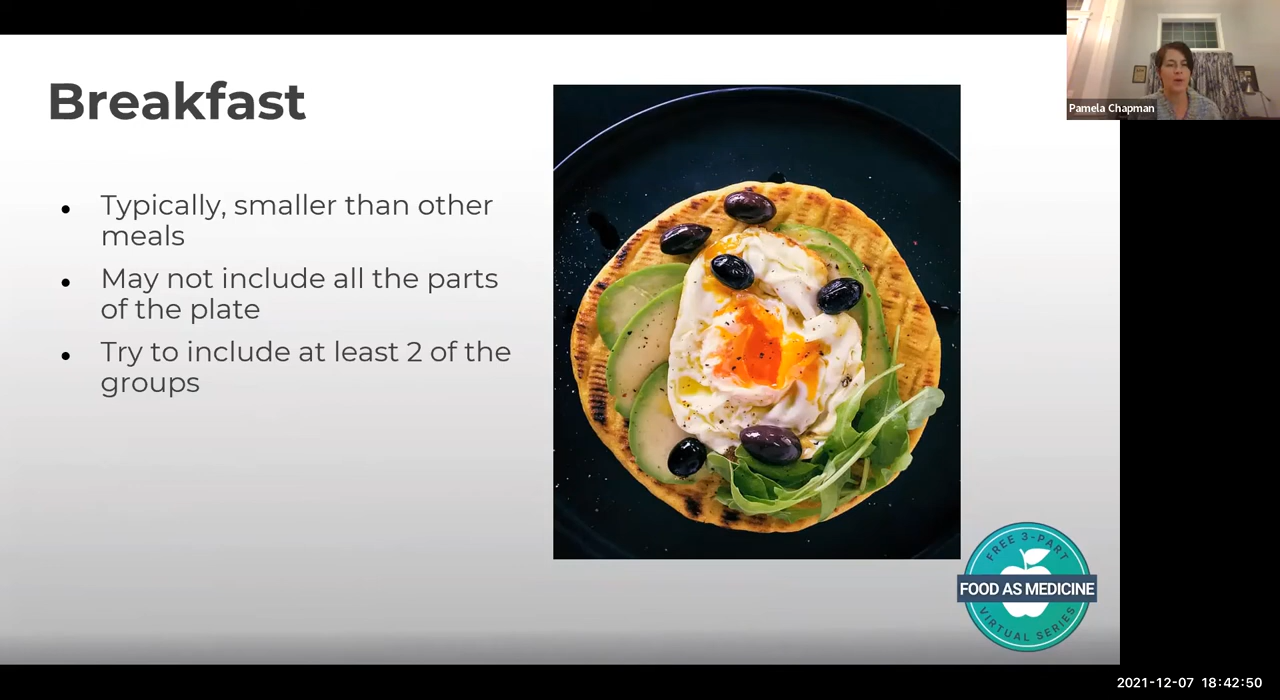 Breakfast
Typically, smaller than other
meals
May not include all the parts
of the plate
Try to include at least 2 of the
groups
Pamela Chapman
FREE 3-PART
FOOD AS MEDICINE
VIRTUAL SERIES
2021-12-07 18:42:50